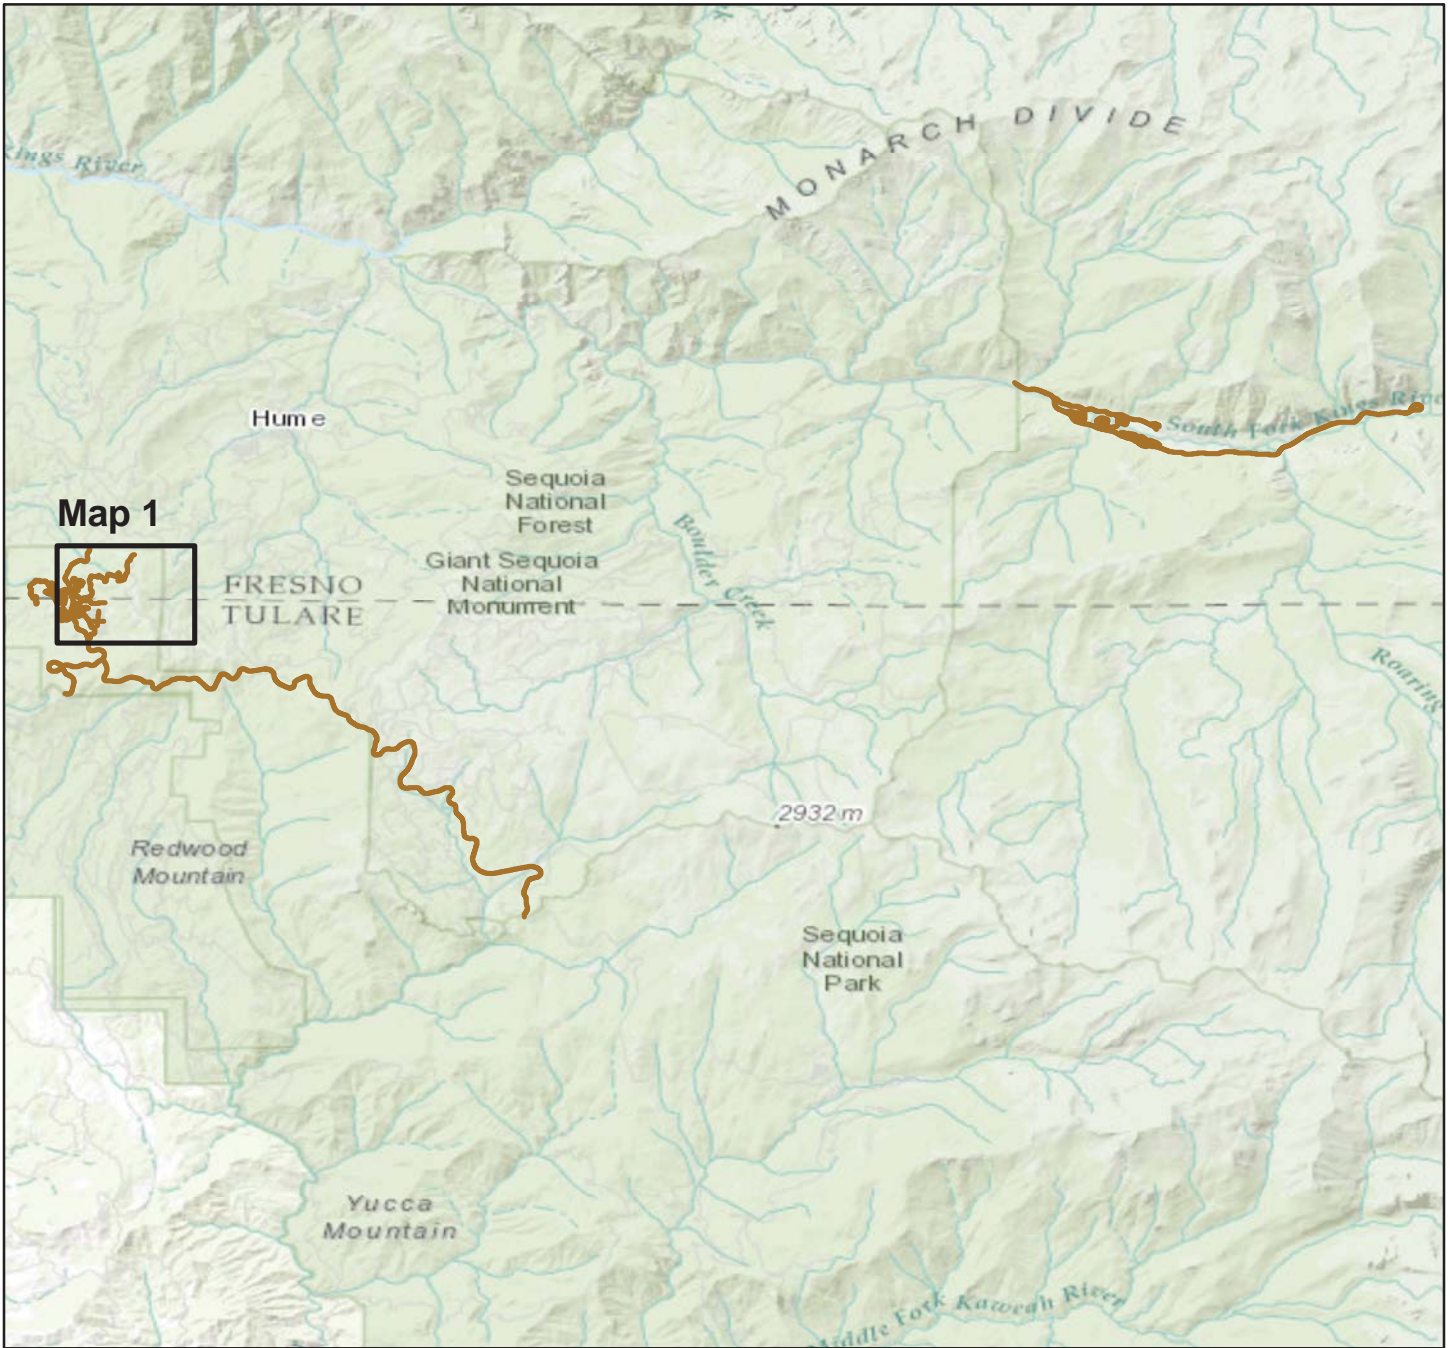 MONARCH DIVIDE
Kings River
South Fork Kings River
Hume
Sequoia
National
Forest
Map 1
Boulder Creek
Giant Sequoia
National
Monument
FRESNO
TULARE
Roaring
2932 m
Redwood
Mountain
Sequoia
National
Park
Yucca
Mountain
Middle Fork Kaweah River